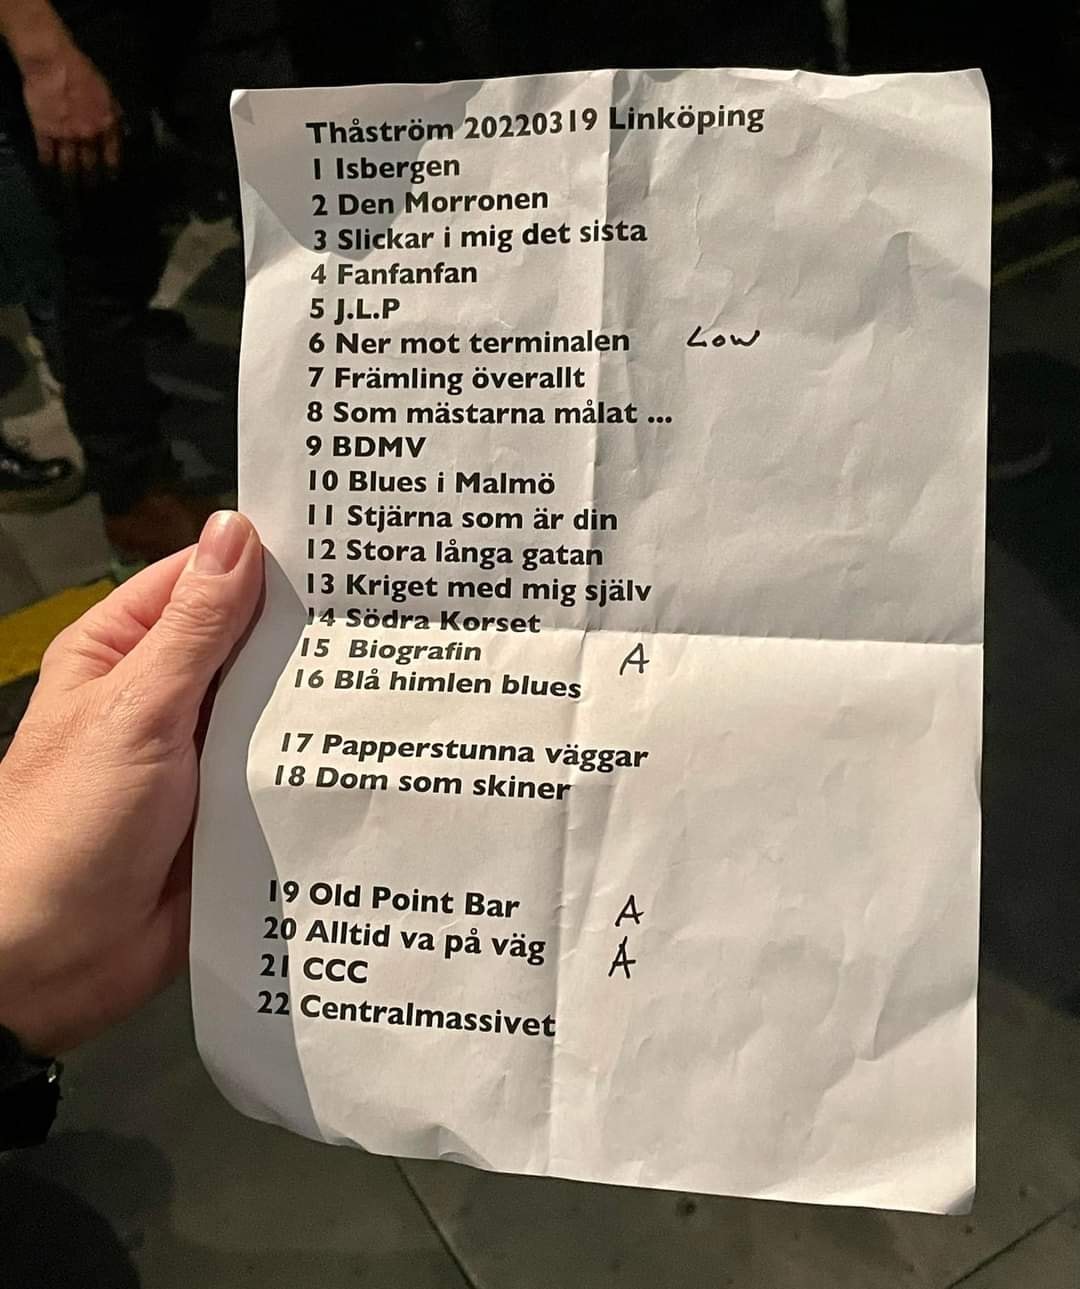 Thåström 20220319 Linköping
1 Isbergen
2 Den Morronen
3 Slickar i mig det sista
4 Fanfanfan
5 J.L.P
6 Ner mot terminalen Low
7 Främling överallt
8 Som mästarna målat ...
9 BDMV
10 Blues i Malmö
11 Stjärna som är din
12 Stora långa gatan
13 Kriget med mig själv
14 Södra Korset
15 Biografin A
16 Blå himlen blues
17 Papperstunna väggar
18 Dom som skiner
19 Old Point Bar A
20 Alltid va på väg A
21 CCC
22 Centralmassivet